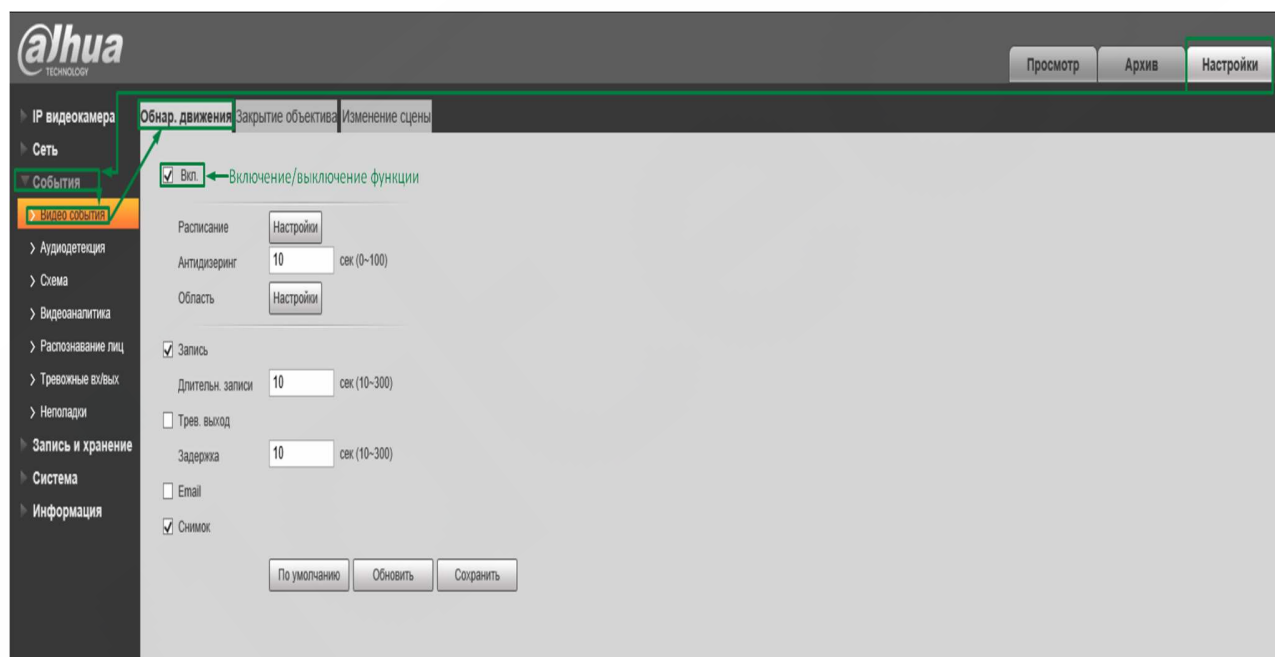 alhua
TECHNOLOGY
Просмотр
Архив
Настройки
IP видеокамера
Сеть
События
Видео события
Аудиодетекция
Схема
Видеоаналитика
Распознавание лиц
Тревожные вх/вых
Неполадки
Запись и хранение
Система
Информация
Обнар. движения
Закрытие объектива
Изменение сцены
Вкл.
Включение/выключение функции
Расписание
Настройки
Антидизеринг
10
сек (0~100)
Область
Настройки
Запись
Длительн. записи
10
сек (10~300)
Трев. выход
Задержка
10
сек (10~300)
Email
Снимок
По умолчанию
Обновить
Сохранить